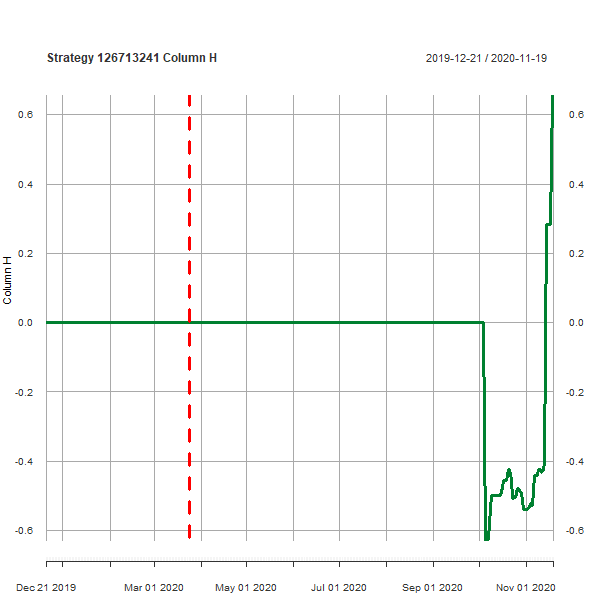 Strategy 126713241 Column H
2019-12-21 / 2020-11-19
Column H
0.6
0.4
0.2
0.0
-0.2
-0.4
-0.6
0.6
0.4
0.2
0.0
-0.2
-0.4
-0.6
Dec 21 2019
Mar 01 2020
May 01 2020
Jul 01 2020
Sep 01 2020
Nov 01 2020